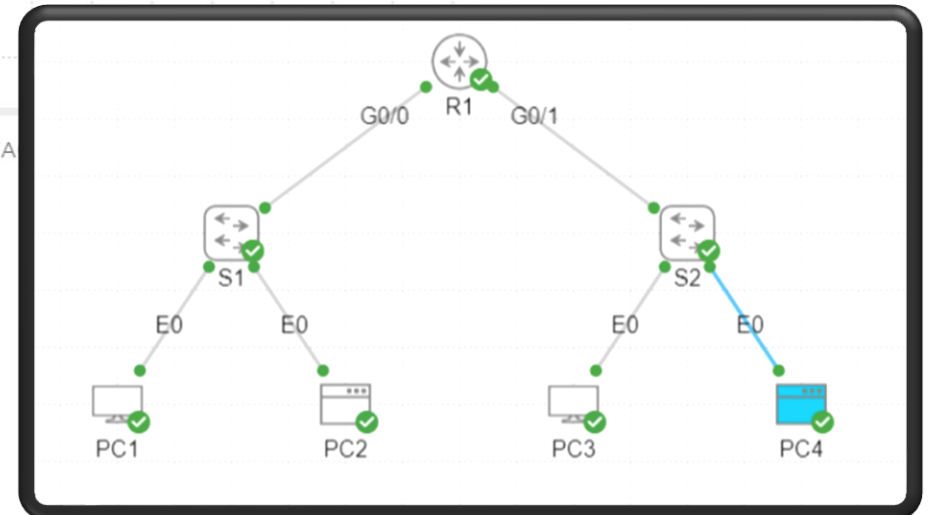 R1
G0/0 G0/1
A
S1 S2
E0 E0 E0 E0
PC1 PC2 PC3 PC4